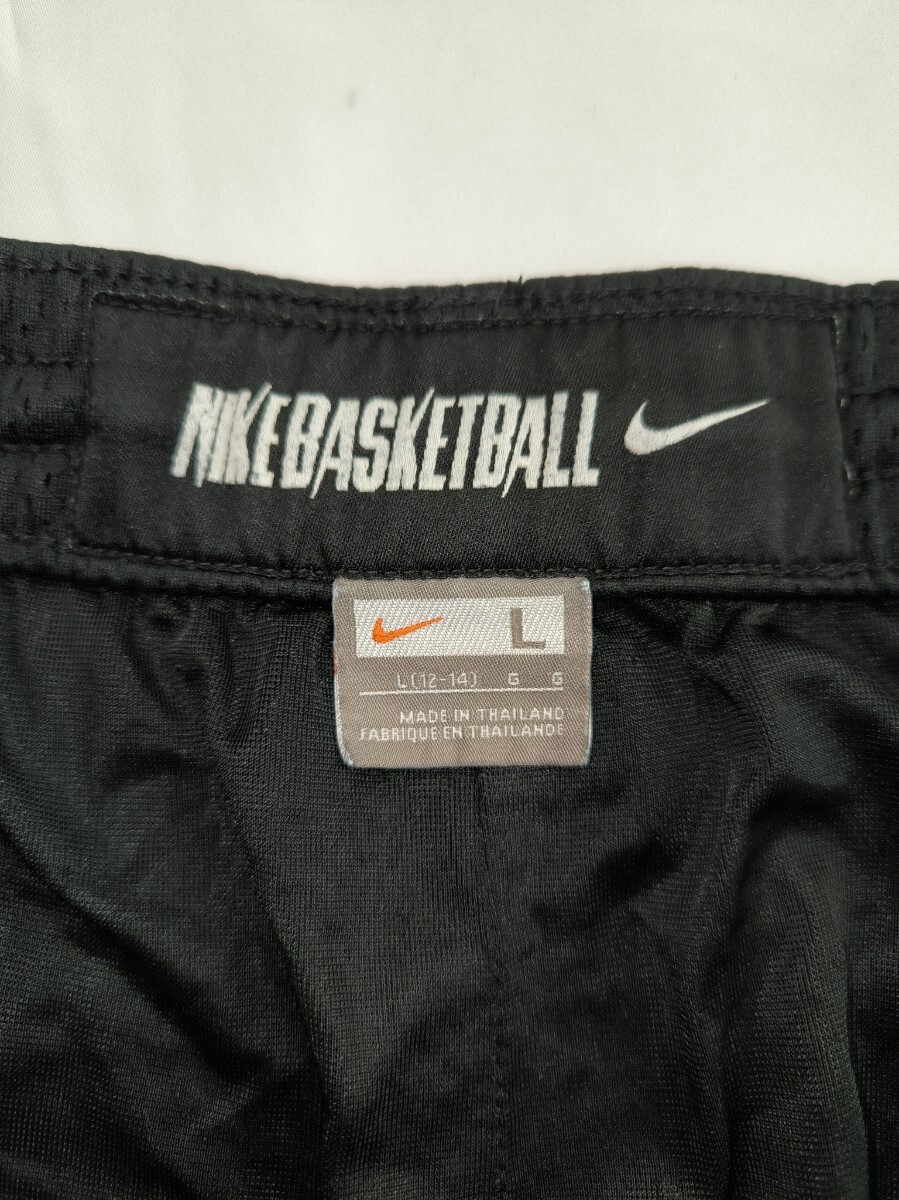 NIKEBASKETBALL
L
L(12-14) G G
MADE IN THAILAND
FABRIQUE EN THAILANDE